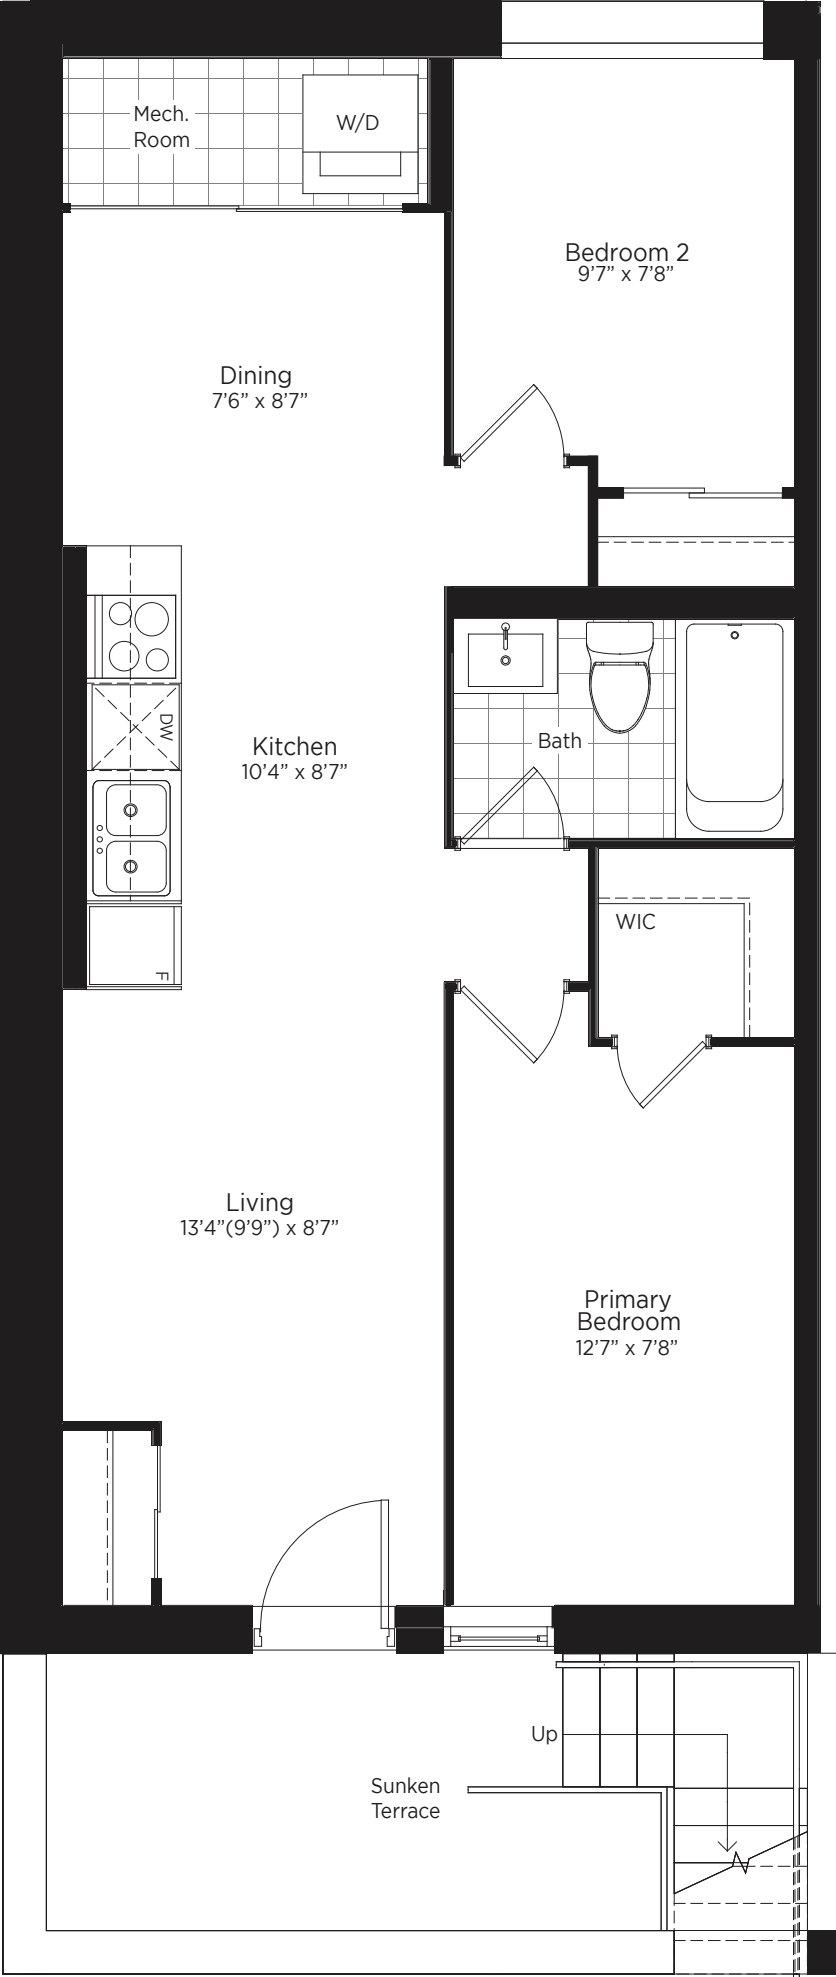 Mech.
Room
W/D
Bedroom 2
9’7” x 7’8”
Dining
7’6” x 8’7”
DW
Kitchen
10’4” x 8’7”
Bath
WIC
F
Living
13’4”(9’9”) x 8’7”
Primary
Bedroom
12’7” x 7’8”
Up
Sunken
Terrace